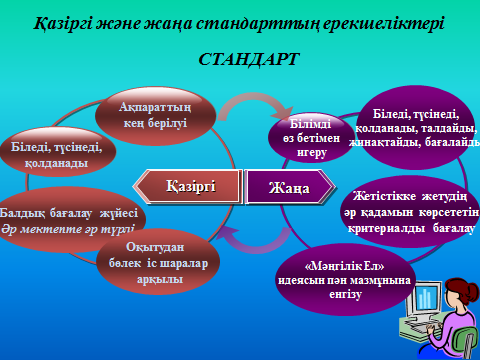 Қазіргі және жаңа стандарттың ерекшеліктері
СТАНДАРТ
Ақпараттың
кең берілуі
Біледі, түсінеді,
қолданады
Балдық бағалау жүйесі
Әр мектепте әр түрлі
Оқытудан
бөлек іс шаралар
арқылы
Қазіргі
Жаңа
Білімді
өз бетімен
игеру
Біледі, түсінеді,
қолданады, талдайды,
жинақтайды, бағалайды
Жетістікке жетудің
әр қадамын көрсететін
критериалды бағалау
«Мәңгілік Ел»
идеясын пән мазмұнына
енгізу